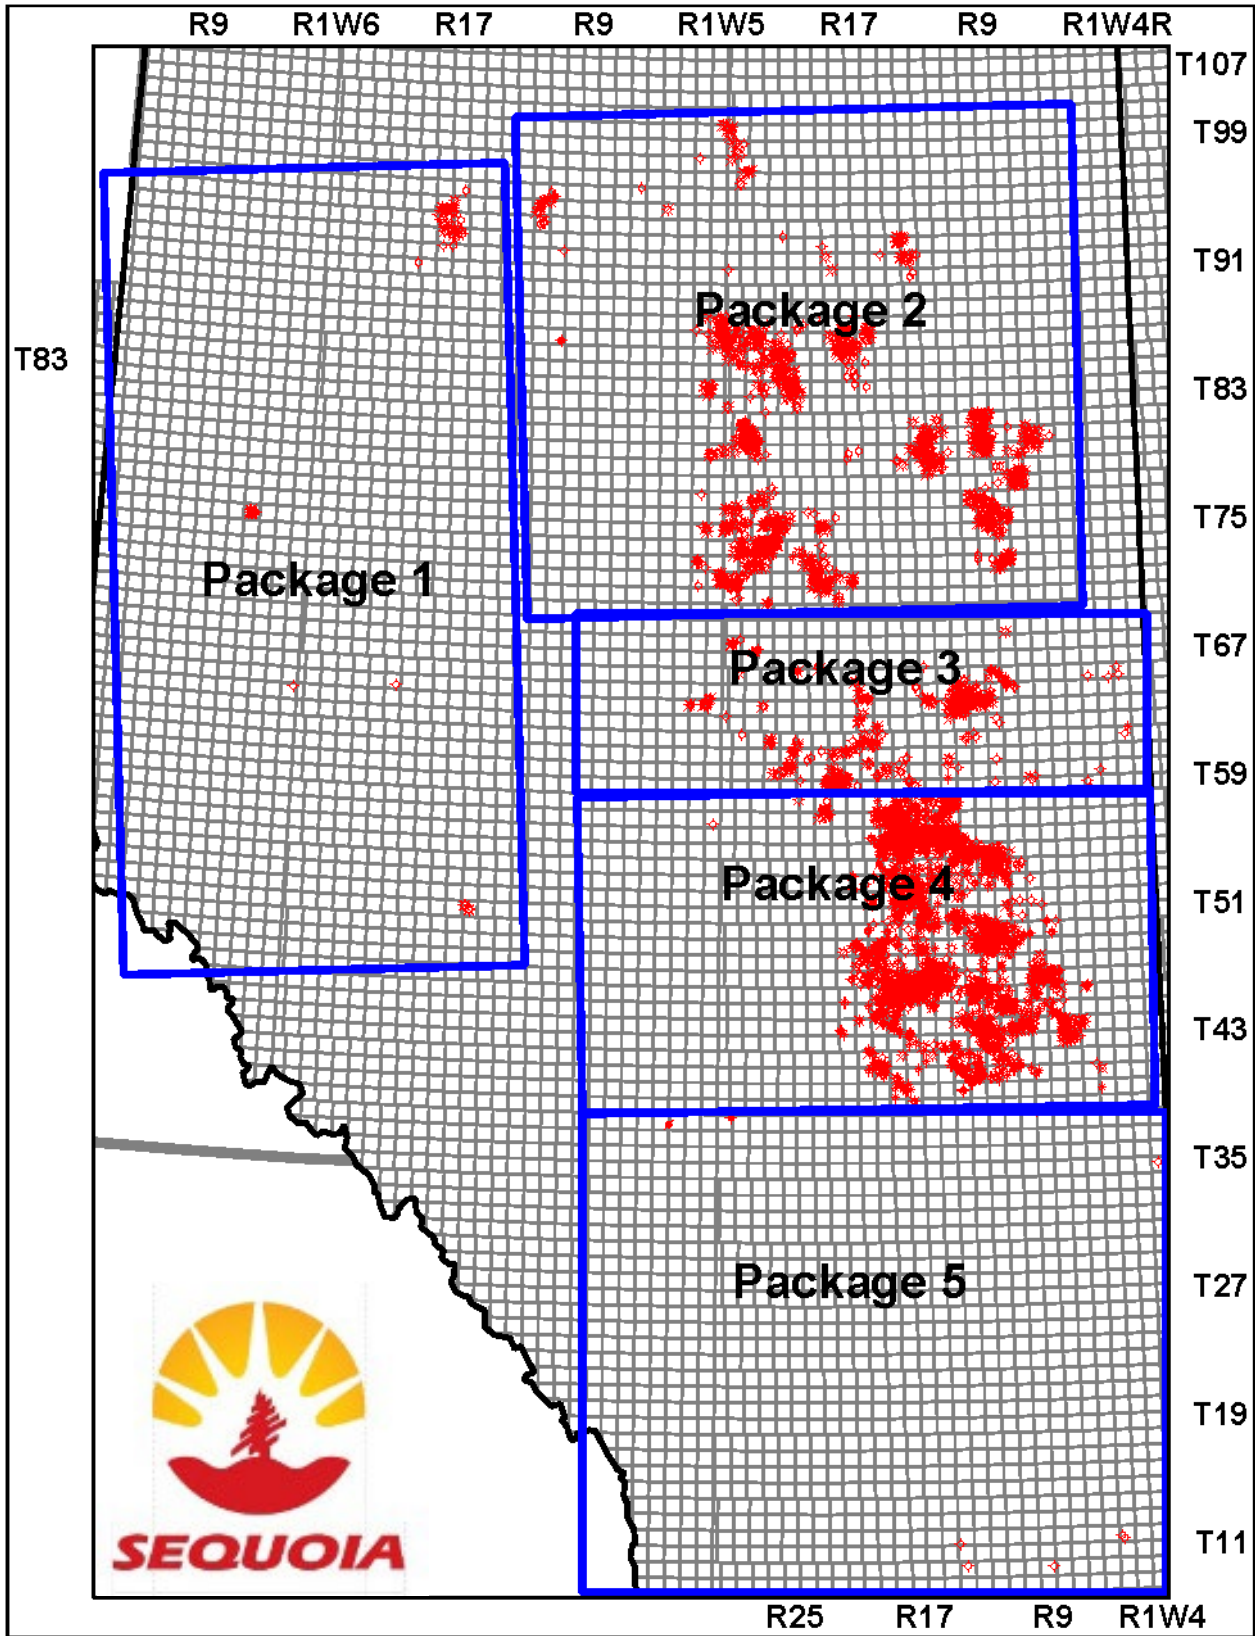 R9 R1W6 R17 R9 R1W5 R17 R9 R1W4R
T107
T99
T91
Package 2
T83
T83
T75
Package 1
T67
Package 3
T59
Package 4
T51
T43
T35
Package 5
T27
T19
T11
SEQUOIA
R25 R17 R9 R1W4